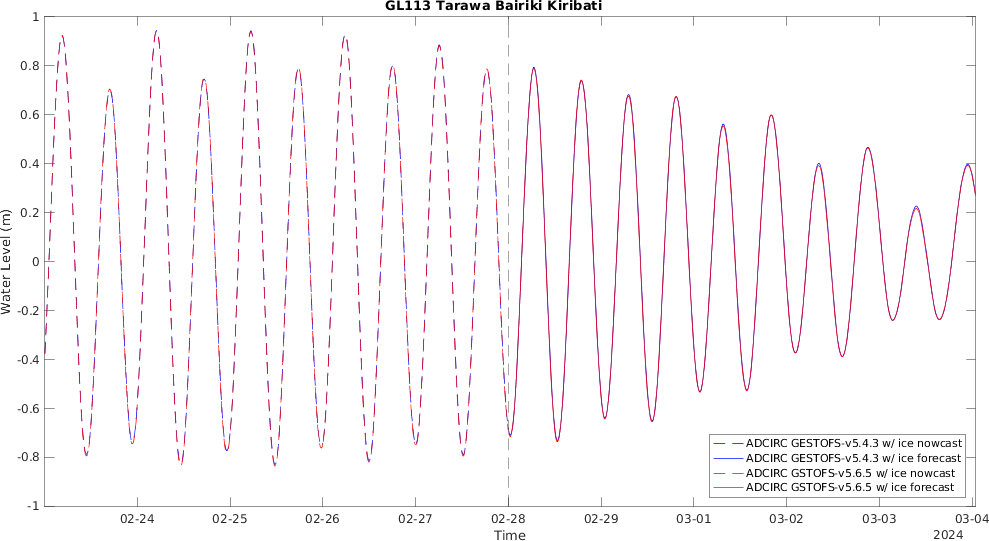 GL113 Tarawa Bairiki Kiribati
1
0.8
0.6
0.4
0.2
0
-0.2
-0.4
-0.6
-0.8
-1
Water Level (m)
ADCIRC GESTOFS-v5.4.3 w/ ice nowcast
ADCIRC GESTOFS-v5.4.3 w/ ice forecast
ADCIRC GSTOFS-v5.6.5 w/ ice nowcast
ADCIRC GSTOFS-v5.6.5 w/ ice forecast
02-24 02-25 02-26 02-27 02-28 02-29 03-01 03-02 03-03 03-04
Time
2024